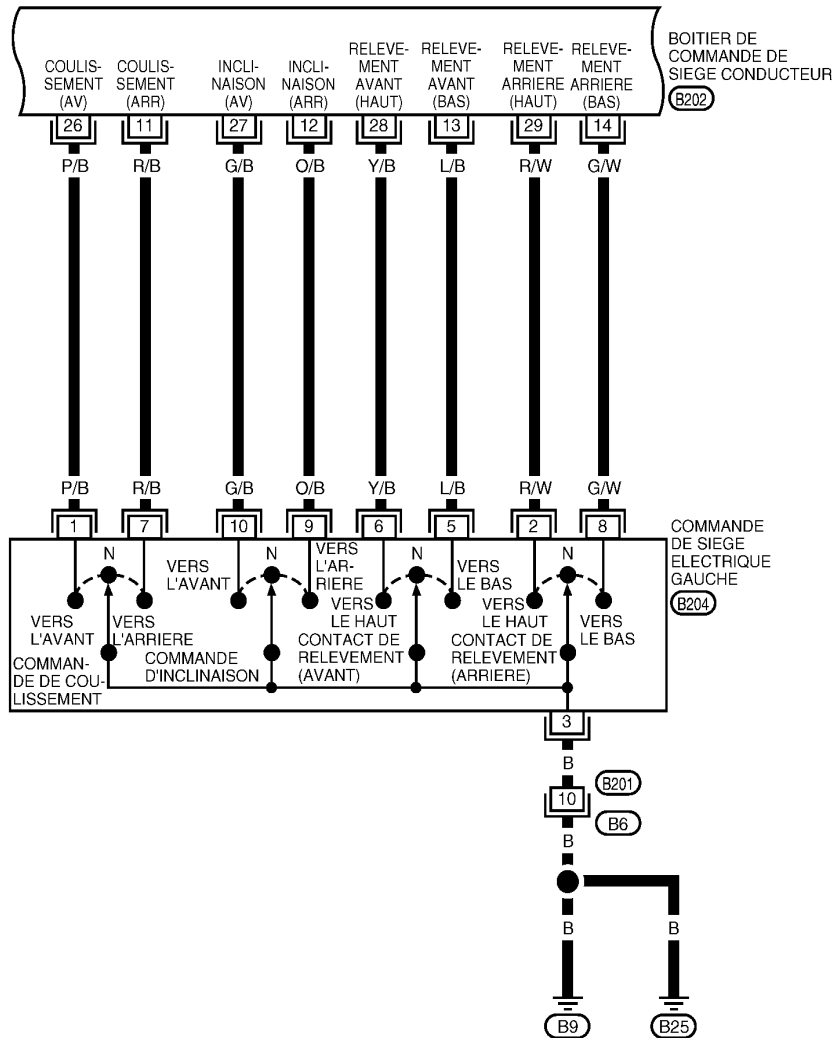 COULIS-
SEMENT
(AV)
COULIS-
SEMENT
(ARR)
INCLI-
NAISON
(AV)
INCLI-
NAISON
(ARR)
RELEVE-
MENT
AVANT
(HAUT)
RELEVE-
MENT
AVANT
(BAS)
RELEVE-
MENT
ARRIERE
(HAUT)
RELEVE-
MENT
ARRIERE
(BAS)
BOITIER DE
COMMANDE DE
SIEGE CONDUCTEUR
B202
26 11 27 12 28 13 29 14
P/B R/B G/B O/B Y/B L/B R/W G/W
P/B R/B G/B O/B Y/B L/B R/W G/W
1 7 10 9 6 5 2 8
COMMANDE
DE SIEGE
ELECTRIQUE
GAUCHE
B204
N
VERS
L'AVANT
VERS
L'ARRIERE
COMMAN-
DE DE COU-
LISSEMENT
VERS
L'AVANT
N
VERS
L'AR-
RIERE
COMMANDE
D'INCLINAISON
N
VERS
LE HAUT
VERS
LE BAS
CONTACT DE
RELEVEMENT
(AVANT)
N
VERS
LE HAUT
VERS
LE BAS
CONTACT DE
RELEVEMENT
(ARRIERE)
3
B
B201
10
B6
B
B B
B9 B25